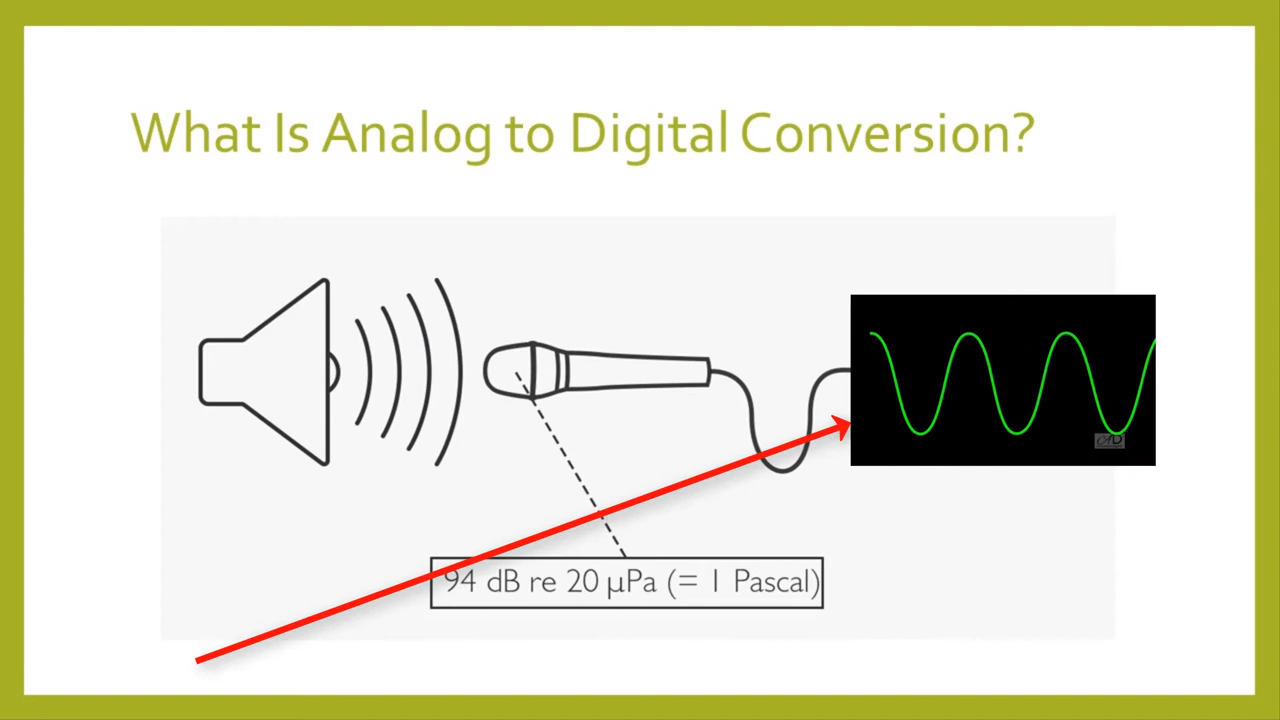 What Is Analog to Digital Conversion?
94 dB re 20 μPa (= 1 Pascal)